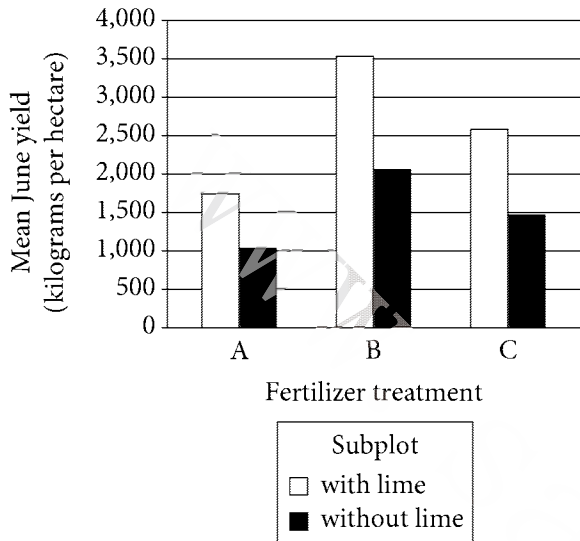 4,000
3,500
3,000
2,500
2,000
1,500
1,000
500
0
Mean June yield
(kilograms per hectare)
A B C
Fertilizer treatment
Subplot
with lime
without lime